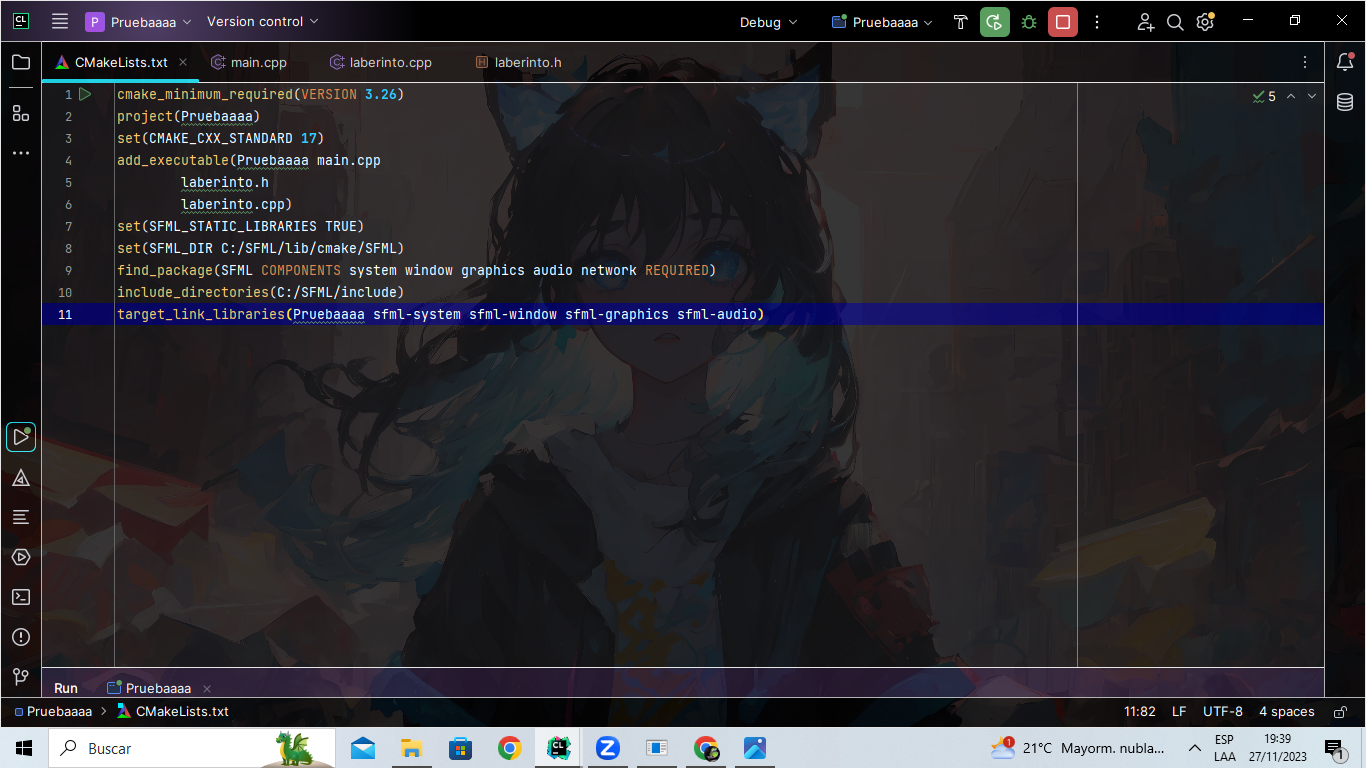 CL P Pruebaaaa Version control Debug Pruebaaaa
CMakeLists.txt main.cpp laberinto.cpp H laberinto.h
1 cmake_minimum_required(VERSION 3.26) 5
2 project(Pruebaaaa)
3 set(CMAKE_CXX_STANDARD 17)
4 add_executable(Pruebaaaa main.cpp
5 laberinto.h
6 laberinto.cpp)
7 set(SFML_STATIC_LIBRARIES TRUE)
8 set(SFML_DIR C:/SFML/lib/cmake/SFML)
9 find_package(SFML COMPONENTS system window graphics audio network REQUIRED)
10 include_directories(C:/SFML/include)
11 target_link_libraries(Pruebaaaa sfml-system sfml-window sfml-graphics sfml-audio)
Run Pruebaaaa
Pruebaaaa > CMakeLists.txt 11:82 LF UTF-8 4 spaces
Buscar CL Z 1 21°C Mayorm. nubla... ESP 19:39
LAA 27/11/2023 1